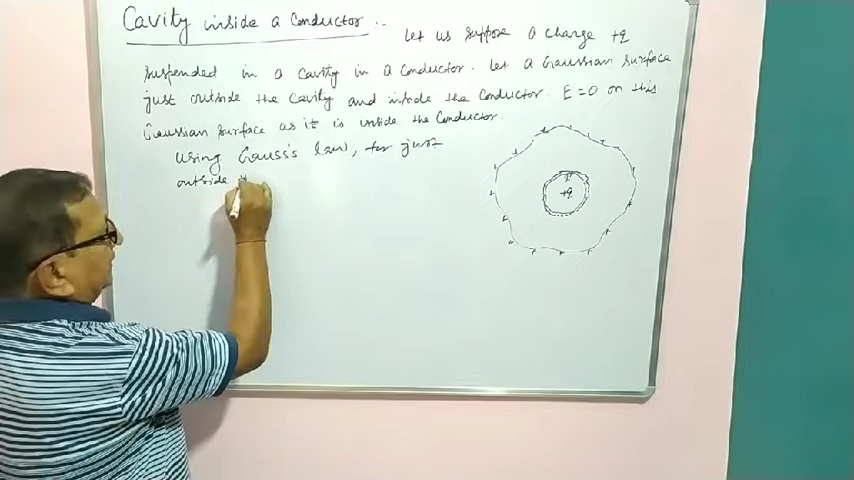 Cavity inside a Conductor :-
Let us suppose a charge +q
suspended in a cavity in a conductor. Let a Gaussian surface
just outside the cavity and inside the conductor. E = 0 on this
Gaussian surface as it is inside the conductor.
Using Gauss's law, for just
outside
+q